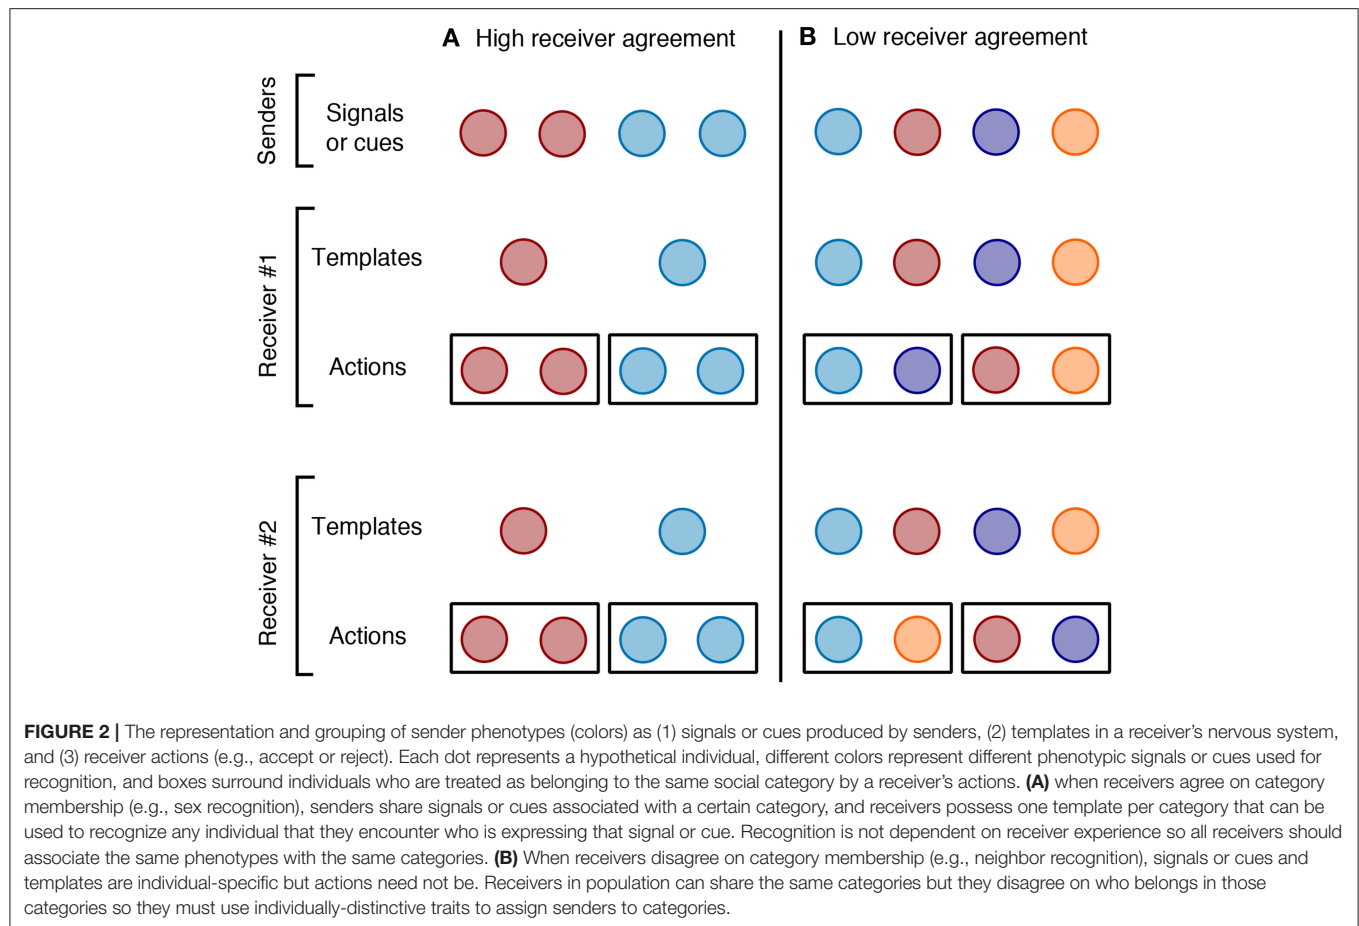 A High receiver agreement
B Low receiver agreement
Senders
Signals
or cues
Receiver #1
Templates
Actions
Receiver #2
Templates
Actions
FIGURE 2 | The representation and grouping of sender phenotypes (colors) as (1) signals or cues produced by senders, (2) templates in a receiver's nervous system,
and (3) receiver actions (e.g., accept or reject). Each dot represents a hypothetical individual, different colors represent different phenotypic signals or cues used for
recognition, and boxes surround individuals who are treated as belonging to the same social category by a receiver's actions. (A) when receivers agree on category
membership (e.g., sex recognition), senders share signals or cues associated with a certain category, and receivers possess one template per category that can be
used to recognize any individual that they encounter who is expressing that signal or cue. Recognition is not dependent on receiver experience so all receivers should
associate the same phenotypes with the same categories. (B) When receivers disagree on category membership (e.g., neighbor recognition), signals or cues and
templates are individual-specific but actions need not be. Receivers in population can share the same categories but they disagree on who belongs in those
categories so they must use individually-distinctive traits to assign senders to categories.